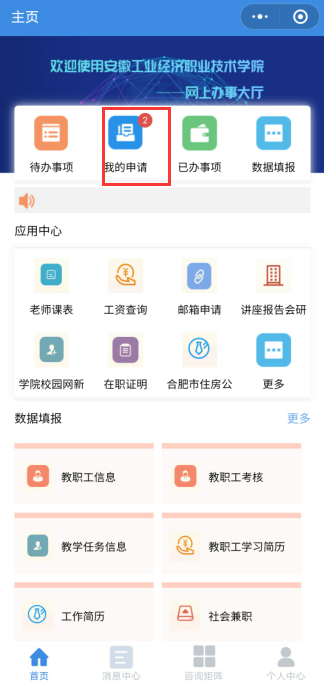 主页
欢迎使用安徽工业经济职业技术学院
——网上办事大厅
2
待办事项 我的申请 已办事项 数据填报
应用中心
老师课表 工资查询 邮箱申请 讲座报告会研
学院校园网新 在职证明 合肥市住房公 更多
数据填报 更多
教职工信息 教职工考核
教学任务信息 教职工学习简历
工作简历 社会兼职
首页 消息中心 咨询矩阵 个人中心